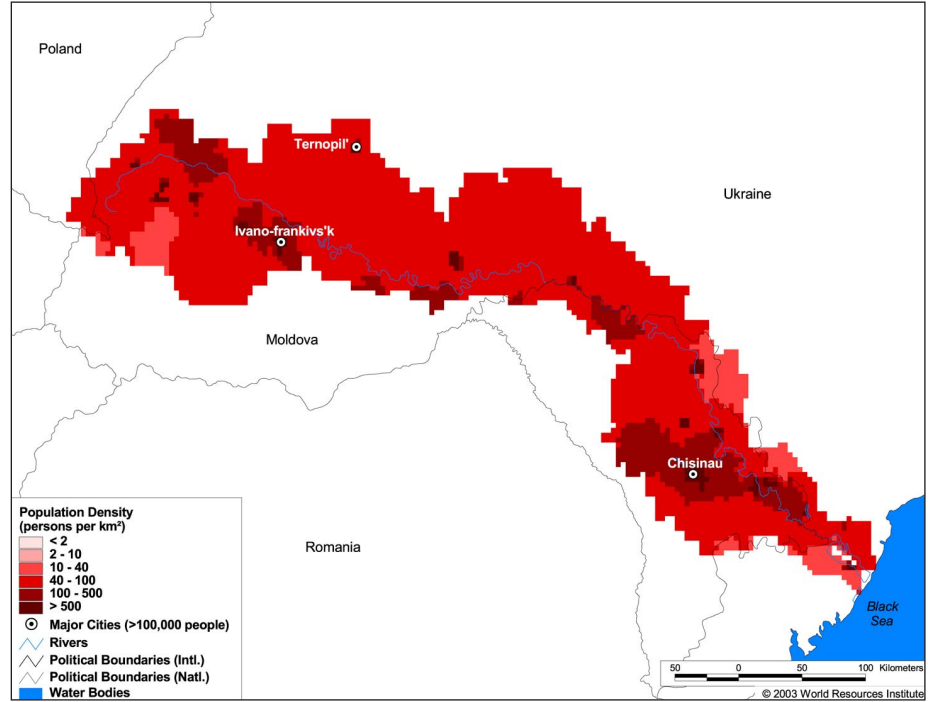 Poland
Ternopil'
Ukraine
Ivano-frankivs'k
Moldova
Chisinau
Romania
Black
Sea
Population Density
(persons per km²)
< 2
2 - 10
10 - 40
40 - 100
100 - 500
> 500
Major Cities (>100,000 people)
Rivers
Political Boundaries (Intl.)
Political Boundaries (Natl.)
Water Bodies
50 0 50 100 Kilometers
© 2003 World Resources Institute